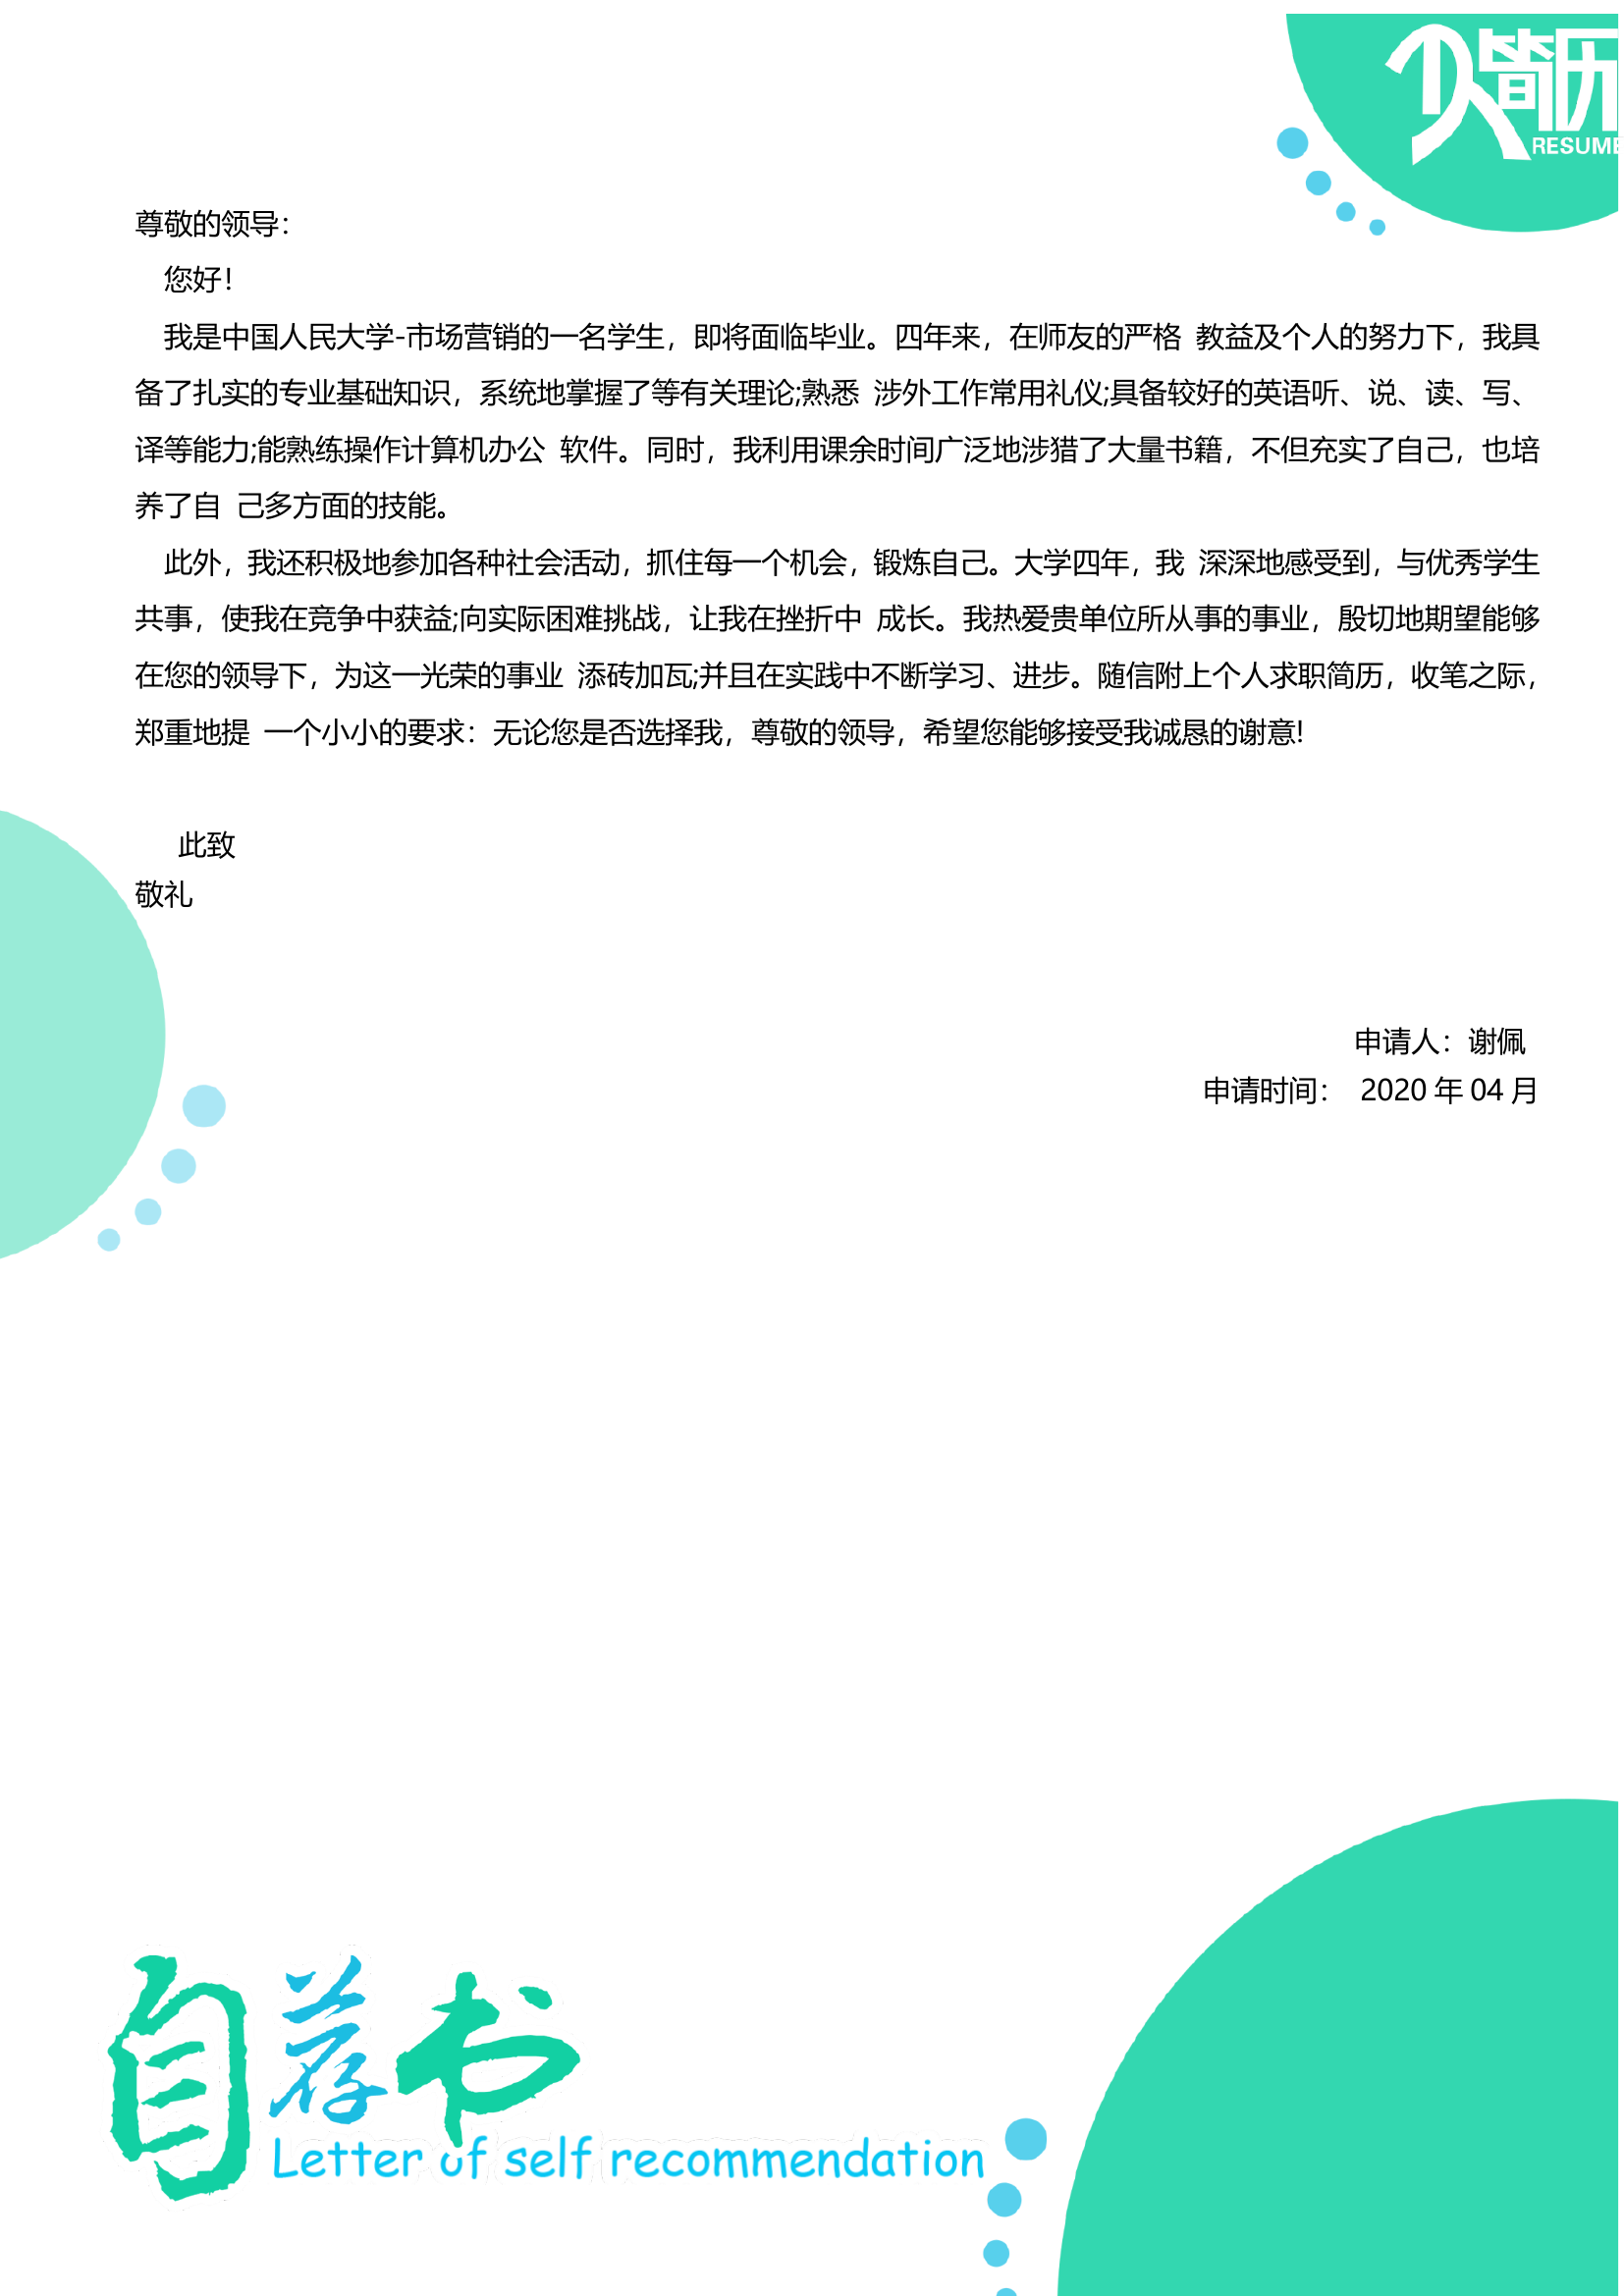 简历
RESUME
尊敬的领导：
您好！
我是中国人民大学-市场营销的一名学生，即将面临毕业。四年来，在师友的严格 教益及个人的努力下，我具
备了扎实的专业基础知识，系统地掌握了等有关理论;熟悉 涉外工作常用礼仪;具备较好的英语听、说、读、写、
译等能力;能熟练操作计算机办公 软件。同时，我利用课余时间广泛地涉猎了大量书籍，不但充实了自己，也培
养了自 己多方面的技能。
此外，我还积极地参加各种社会活动，抓住每一个机会，锻炼自己。大学四年，我 深深地感受到，与优秀学生
共事，使我在竞争中获益;向实际困难挑战，让我在挫折中 成长。我热爱贵单位所从事的事业，殷切地期望能够
在您的领导下，为这一光荣的事业 添砖加瓦;并且在实践中不断学习、进步。随信附上个人求职简历，收笔之际，
郑重地提 一个小小的要求：无论您是否选择我，尊敬的领导，希望您能够接受我诚恳的谢意!
此致
敬礼
申请人：谢佩
申请时间： 2020 年 04 月
自荐书
Letter of self recommendation